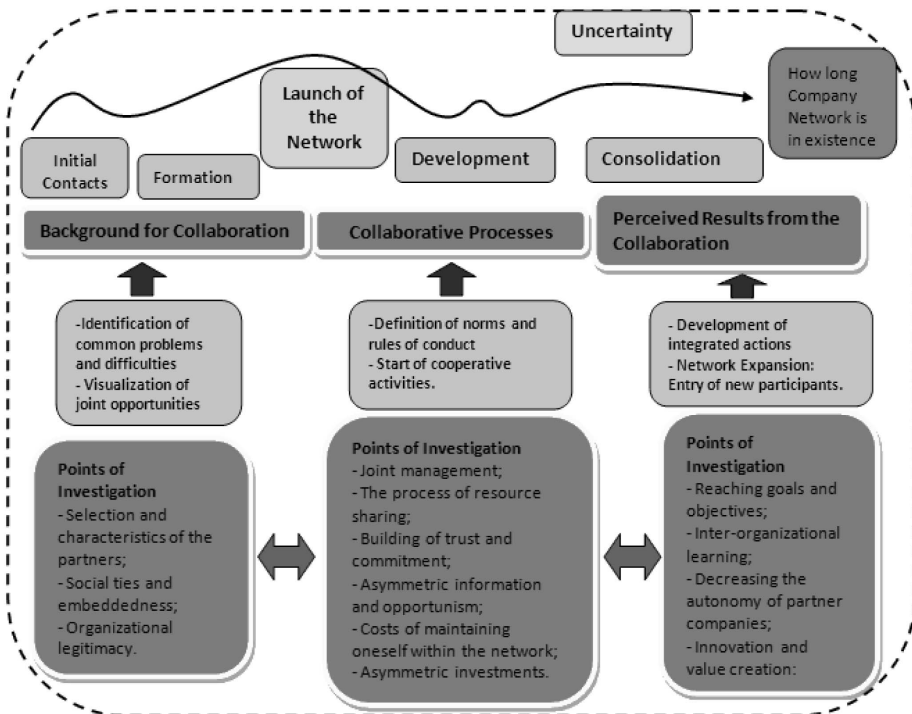 Uncertainty
How long
Company
Network is
in existence
Launch of
the
Network
Initial
Contacts
Formation
Development
Consolidation
Background for Collaboration
Collaborative Processes
Perceived Results from the
Collaboration
-Identification of
common problems
and difficulties
- Visualization of
joint opportunities
-Definition of norms and
rules of conduct
- Start of cooperative
activities.
- Development of
integrated actions
- Network Expansion:
Entry of new participants.
Points of
Investigation
- Selection and
characteristics of the
partners;
- Social ties and
embeddedness;
- Organizational
legitimacy.
Points of Investigation
- Joint management;
- The process of resource
sharing;
- Building of trust and
commitment;
- Asymmetric information
and opportunism;
- Costs of maintaining
oneself within the network;
- Asymmetric investments.
Points of
Investigation
- Reaching goals and
objectives;
- Inter-organizational
learning;
- Decreasing the
autonomy of partner
companies;
- Innovation and
value creation: